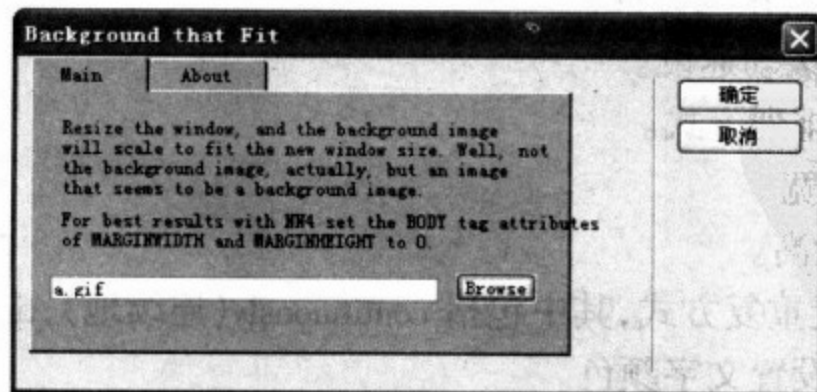 Background that Fit
Main
About
确定
取消
Resize the window, and the background image
will scale to fit the new window size. Well, not
the background image, actually, but an image
that seems to be a background image.
For best results with NN4 set the BODY tag attributes
of MARGINWIDTH and MARGINHEIGHT to 0.
a.gif
Browse